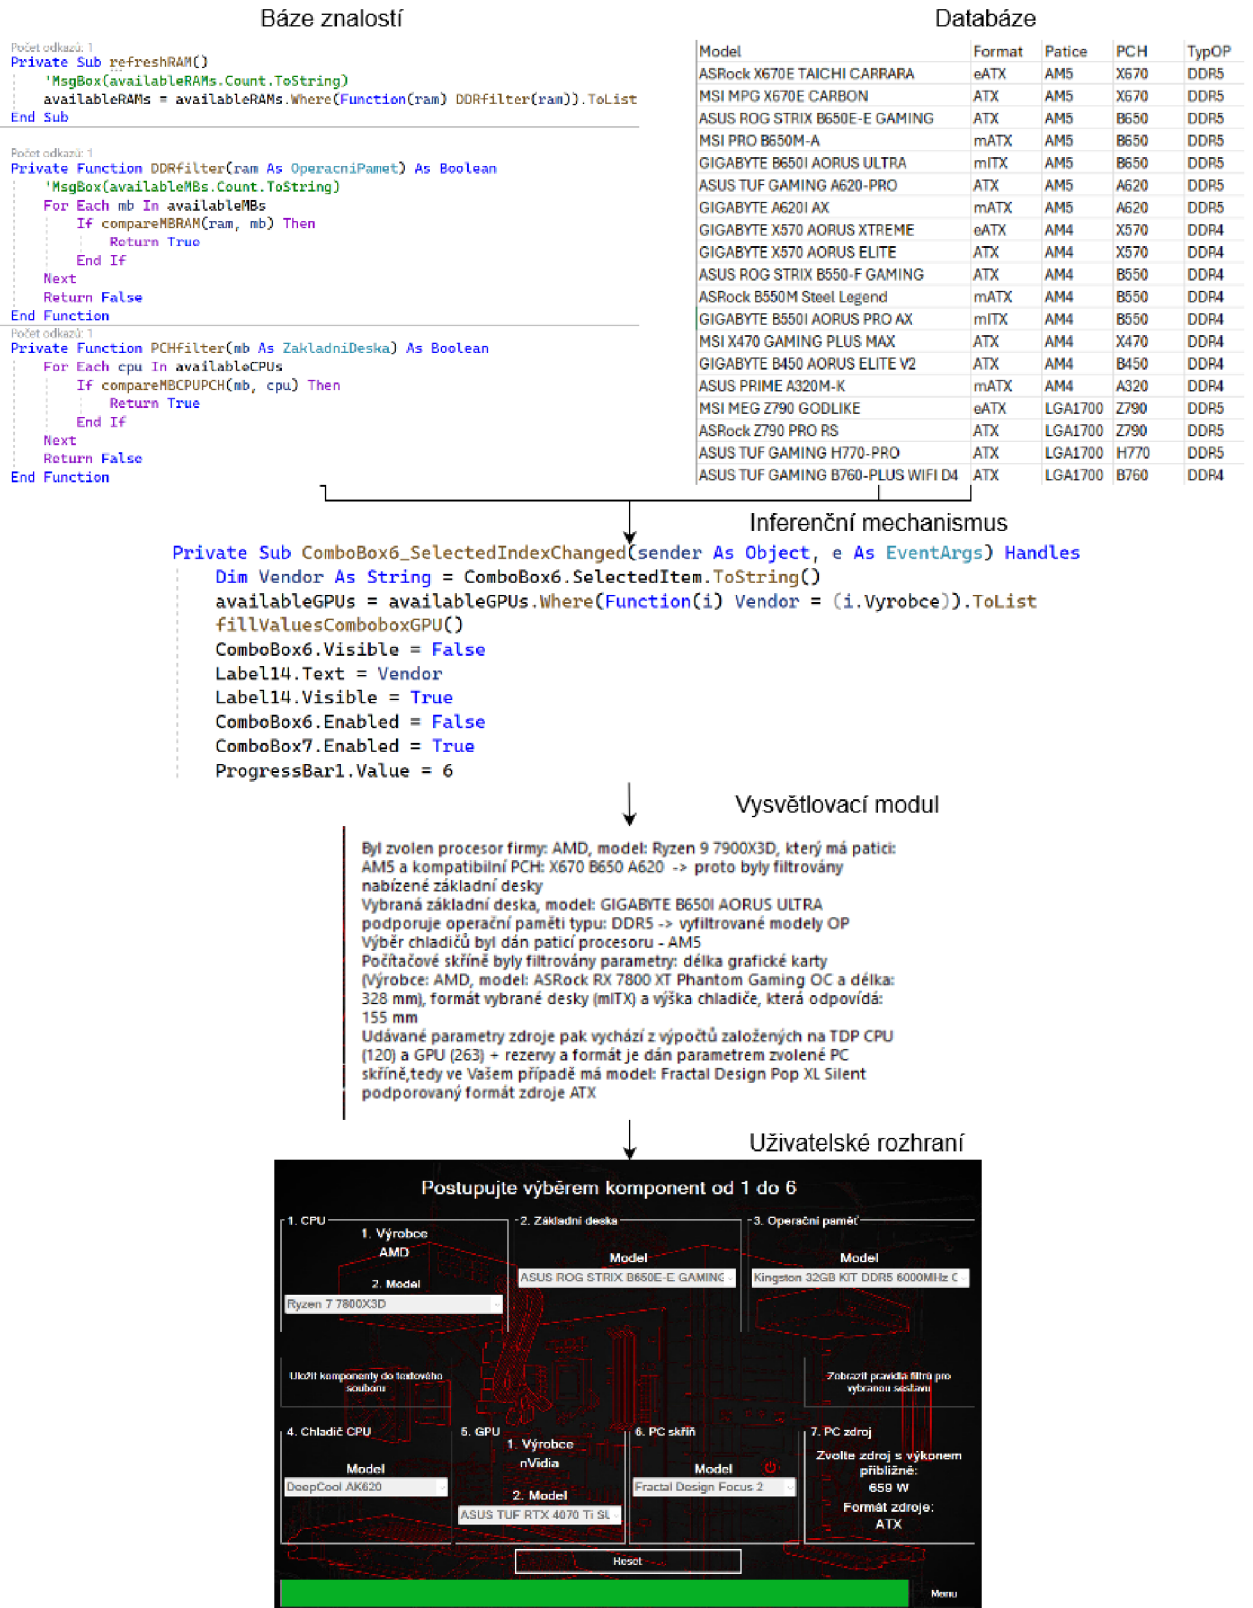 Báze znalostí
Počet odkazů: 1
Private Sub refreshRAM()
'MsgBox(availableRAMs.Count.ToString)
availableRAMs = availableRAMs.Where(Function(ram) DDRfilter(ram)).ToList
End Sub
Počet odkazů: 1
Private Function DDRfilter(ram As OperacniPamet) As Boolean
'MsgBox(availableMBs.Count.ToString)
For Each mb In availableMBs
If compareMBRAM(ram, mb) Then
Return True
End If
Next
Return False
End Function
Počet odkazů: 1
Private Function PCHfilter(mb As ZakladniDeska) As Boolean
For Each cpu In availableCPUs
If compareMBCPUPCH(mb, cpu) Then
Return True
End If
Next
Return False
End Function
Databáze
Model Format Patice PCH TypOP
ASRock X670E TAICHI CARRARA eATX AM5 X670 DDR5
MSI MPG X670E CARBON ATX AM5 X670 DDR5
ASUS ROG STRIX B650E-E GAMING ATX AM5 B650 DDR5
MSI PRO B650M-A mATX AM5 B650 DDR5
GIGABYTE B650I AORUS ULTRA mITX AM5 B650 DDR5
ASUS TUF GAMING A620-PRO ATX AM5 A620 DDR5
GIGABYTE A620I AX mATX AM5 A620 DDR5
GIGABYTE X570 AORUS XTREME eATX AM4 X570 DDR4
GIGABYTE X570 AORUS ELITE ATX AM4 X570 DDR4
ASUS ROG STRIX B550-F GAMING ATX AM4 B550 DDR4
ASRock B550M Steel Legend mATX AM4 B550 DDR4
GIGABYTE B550I AORUS PRO AX mITX AM4 B550 DDR4
MSI X470 GAMING PLUS MAX ATX AM4 X470 DDR4
GIGABYTE B450 AORUS ELITE V2 ATX AM4 B450 DDR4
ASUS PRIME A320M-K mATX AM4 A320 DDR4
MSI MEG Z790 GODLIKE eATX LGA1700 Z790 DDR5
ASRock Z790 PRO RS ATX LGA1700 Z790 DDR5
ASUS TUF GAMING H770-PRO ATX LGA1700 H770 DDR5
ASUS TUF GAMING B760-PLUS WIFI D4 ATX LGA1700 B760 DDR4
Inferenční mechanismus
Private Sub ComboBox6_SelectedIndexChanged(sender As Object, e As EventArgs) Handles
Dim Vendor As String = ComboBox6.SelectedItem.ToString()
availableGPUs = availableGPUs.Where(Function(i) Vendor = (i.Vyrobce)).ToList
fillValuesComboboxGPU()
ComboBox6.Visible = False
Label14.Text = Vendor
Label14.Visible = True
ComboBox6.Enabled = False
ComboBox7.Enabled = True
ProgressBar1.Value = 6
Vysvětlovací modul
Byl zvolen procesor firmy: AMD, model: Ryzen 9 7900X3D, který má patici:
AM5 a kompatibilní PCH: X670 B650 A620 -> proto byly filtrovány
nabízené základní desky
Vybraná základní deska, model: GIGABYTE B650I AORUS ULTRA
podporuje operační paměti typu: DDR5 -> vyfiltrované modely OP
Výběr chladičů byl dán paticí procesoru - AM5
Počítačové skříně byly filtrovány parametry: délka grafické karty
(Výrobce: AMD, model: ASRock RX 7800 XT Phantom Gaming OC a délka:
328 mm), formát vybrané desky (mITX) a výška chladiče, která odpovídá:
155 mm
Udávané parametry zdroje pak vychází z výpočtů založených na TDP CPU
(120) a GPU (263) + rezervy a formát je dán parametrem zvolené PC
skříně,tedy ve Vašem případě má model: Fractal Design Pop XL Silent
podporovaný formát zdroje ATX
Uživatelské rozhraní
Postupujte výběrem komponent od 1 do 6
1. CPU
1. Výrobce
AMD
2. Model
Ryzen 7 7800X3D
2. Základní deska
Model
ASUS ROG STRIX B650E-E GAMING
3. Operační paměť
Model
Kingston 32GB KIT DDR5 6000MHz C
Uložit komponenty do textového
souboru
Zobrazit pravidla filtrů pro
vybranou sestavu
4. Chladič CPU
Model
DeepCool AK620
5. GPU
1. Výrobce
nVidia
2. Model
ASUS TUF RTX 4070 Ti SU
6. PC skříň
Model
Fractal Design Focus 2
7. PC zdroj
Zvolte zdroj s výkonem
přibližně:
659 W
Formát zdroje:
ATX
Reset
Menu